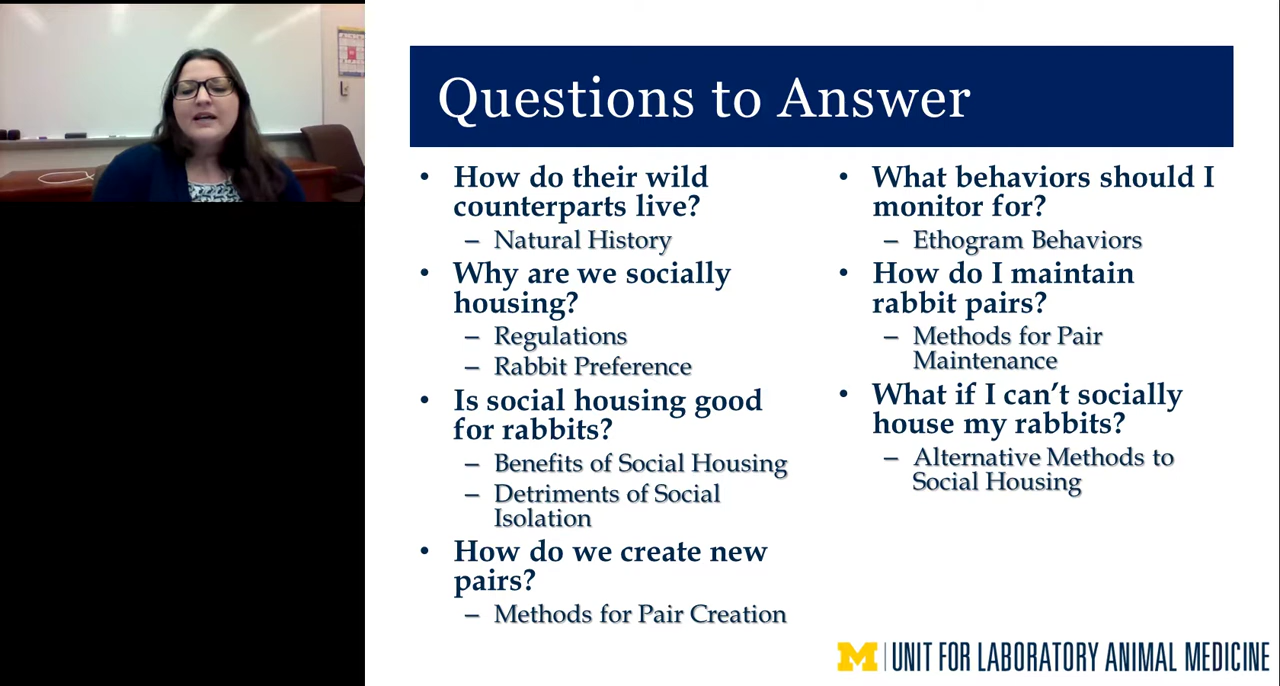 Questions to Answer
• How do their wild
counterparts live?
– Natural History
• Why are we socially
housing?
– Regulations
– Rabbit Preference
• Is social housing good
for rabbits?
– Benefits of Social Housing
– Detriments of Social
Isolation
• How do we create new
pairs?
– Methods for Pair Creation
• What behaviors should I
monitor for?
– Ethogram Behaviors
• How do I maintain
rabbit pairs?
– Methods for Pair
Maintenance
• What if I can’t socially
house my rabbits?
– Alternative Methods to
Social Housing
M | UNIT FOR LABORATORY ANIMAL MEDICINE